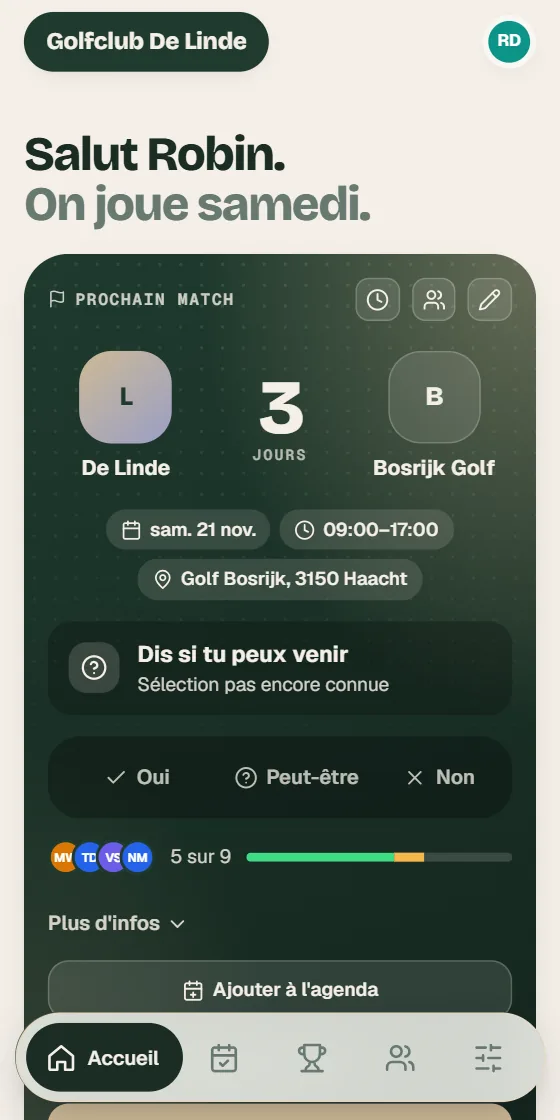 Golfclub De Linde
RD
Salut Robin.
On joue samedi.
PROCHAIN MATCH
L
3
B
JOURS
De Linde
Bosrijk Golf
sam. 21 nov.
09:00–17:00
Golf Bosrijk, 3150 Haacht
Dis si tu peux venir
Sélection pas encore connue
Oui
Peut-être
Non
TD
VS
NM
5 sur 9
Plus d'infos
Ajouter à l'agenda
Accueil